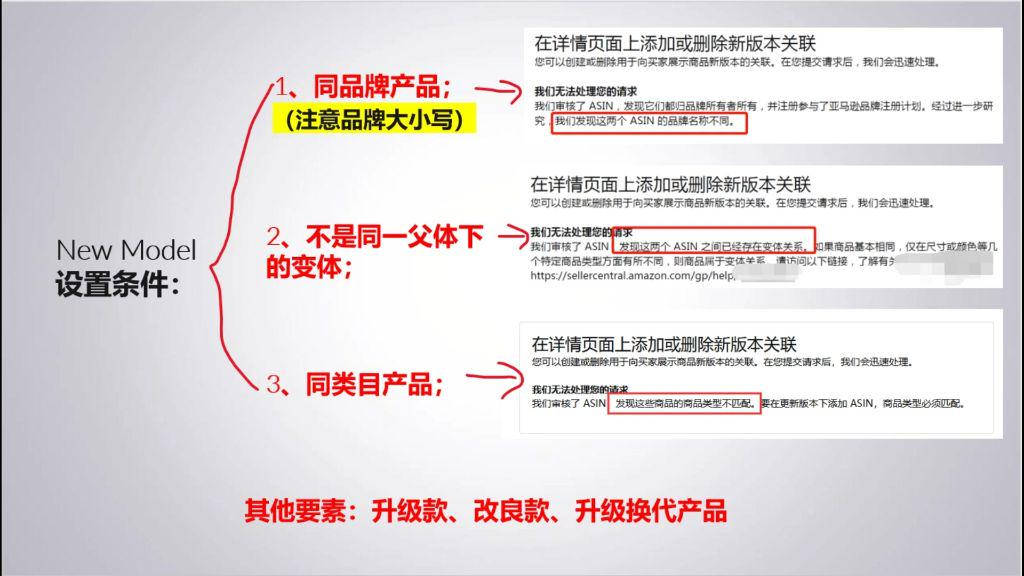 New Model
设置条件：
1、同品牌产品；
（注意品牌大小写）
在详情页面上添加或删除新版本关联
您可以创建或删除用于向买家展示商品新版本的关联。在您提交请求后，我们会迅速处理。
我们无法处理您的请求
我们审核了 ASIN，发现它们都归品牌所有者所有，并注册参与了亚马逊品牌注册计划。经过进一步研
究，我们发现这两个 ASIN 的品牌名称不同。
2、不是同一父体下
的变体；
在详情页面上添加或删除新版本关联
您可以创建或删除用于向买家展示商品新版本的关联。在您提交请求后，我们会迅速处理。
我们无法处理您的请求
我们审核了 ASIN，发现这两个 ASIN 之间已经存在变体关系。如果商品基本相同，仅在尺寸或颜色等几
个特定商品类型方面有所不同，则商品属于变体关系。请访问以下链接，了解有关
https://sellercentral.amazon.com/gp/help/
3、同类目产品；
在详情页面上添加或删除新版本关联
您可以创建或删除用于向买家展示商品新版本的关联。在您提交请求后，我们会迅速处理。
我们无法处理您的请求
我们审核了 ASIN，发现这些商品的商品类型不匹配。要在更新版本下添加 ASIN，商品类型必须匹配。
其他要素：升级款、改良款、升级换代产品